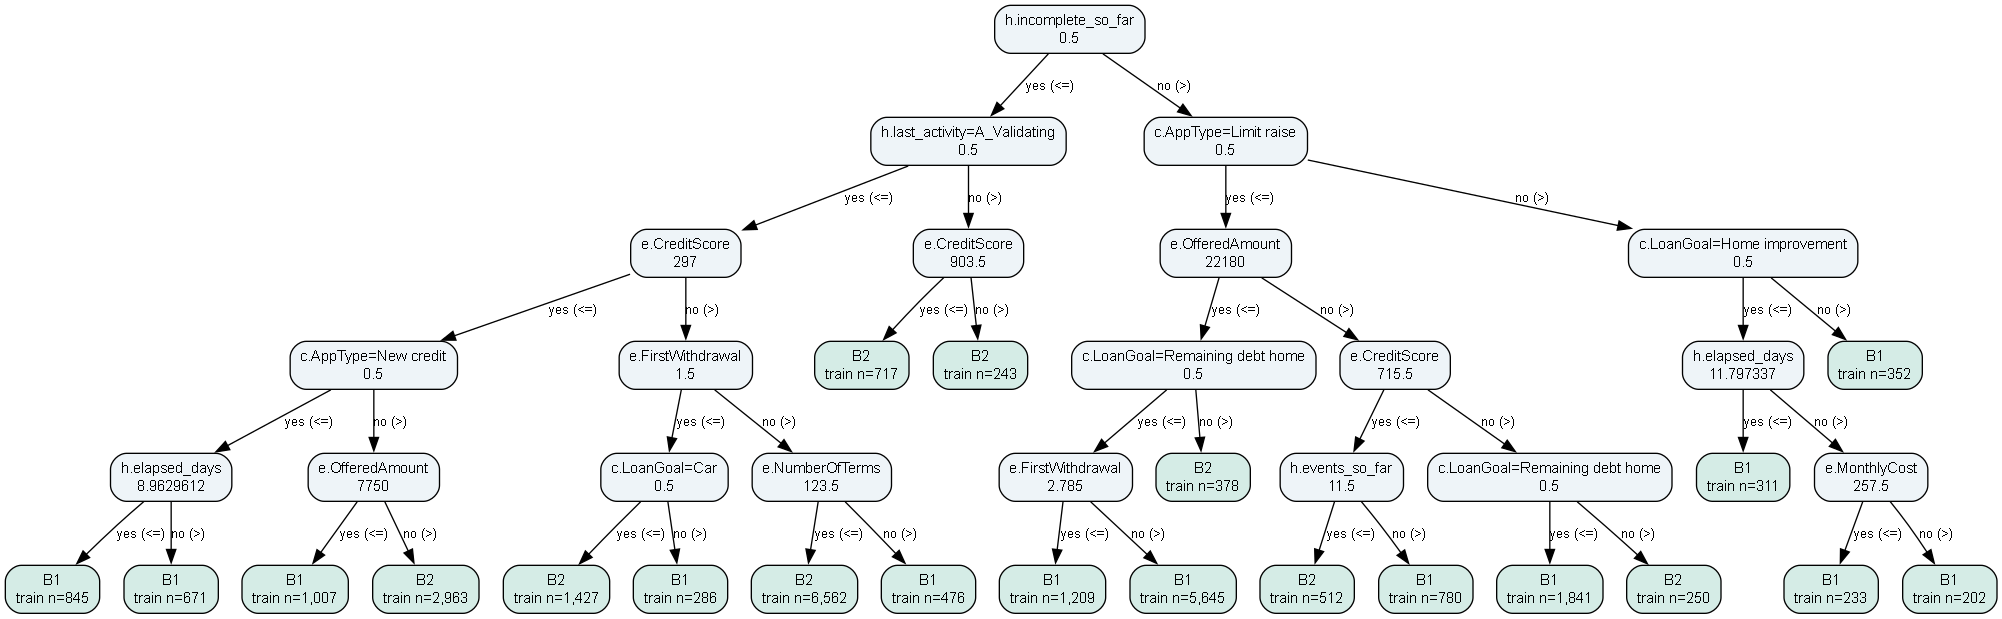 h.incomplete_so_far
0.5
yes (<=)
no (>)
h.last_activity=A_Validating
0.5
c.AppType=Limit raise
0.5
yes (<=)
no (>)
yes (<=)
no (>)
e.CreditScore
297
e.CreditScore
903.5
e.OfferedAmount
22180
c.LoanGoal=Home improvement
0.5
yes (<=)
no (>)
yes (<=)
no (>)
yes (<=)
no (>)
yes (<=)
no (>)
c.AppType=New credit
0.5
e.FirstWithdrawal
1.5
B2
train n=717
B2
train n=243
c.LoanGoal=Remaining debt home
0.5
e.CreditScore
715.5
h.elapsed_days
11.797337
B1
train n=352
yes (<=)
no (>)
yes (<=)
no (>)
yes (<=)
no (>)
yes (<=)
no (>)
yes (<=)
no (>)
h.elapsed_days
8.9629612
e.OfferedAmount
7750
c.LoanGoal=Car
0.5
e.NumberOfTerms
123.5
e.FirstWithdrawal
2.785
B2
train n=378
h.events_so_far
11.5
c.LoanGoal=Remaining debt home
0.5
B1
train n=311
e.MonthlyCost
257.5
yes (<=)
no (>)
yes (<=)
no (>)
yes (<=)
no (>)
yes (<=)
no (>)
yes (<=)
no (>)
yes (<=)
no (>)
yes (<=)
no (>)
yes (<=)
no (>)
B1
train n=845
B1
train n=671
B1
train n=1,007
B2
train n=2,963
B2
train n=1,427
B1
train n=286
B2
train n=6,562
B1
train n=476
B1
train n=1,209
B1
train n=5,645
B2
train n=512
B1
train n=780
B1
train n=1,841
B2
train n=250
B1
train n=233
B1
train n=202